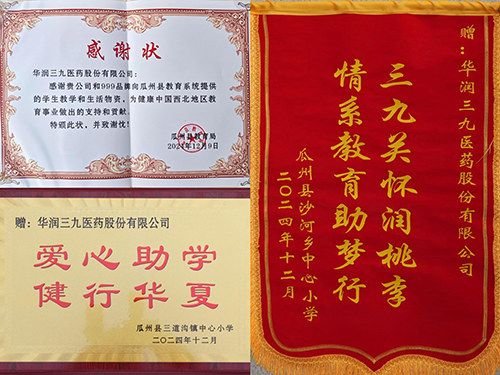 感谢状
华润三九医药股份有限公司:
感谢贵公司和999品牌向瓜州县教育系统提供
的学生教学和生活物资，为健康中国西北地区教
育事业做出的支持和贡献。
特颁此状，并致谢忱！
瓜州县教育局
2024年12月9日
赠：华润三九医药股份有限公司
爱心助学
健行华夏
瓜州县三道沟镇中心小学
二〇二四年十二月
赠：华润三九医药股份有限公司
三九关怀润桃李
情系教育助梦行
瓜州县沙河乡中心小学
二〇二四年十二月